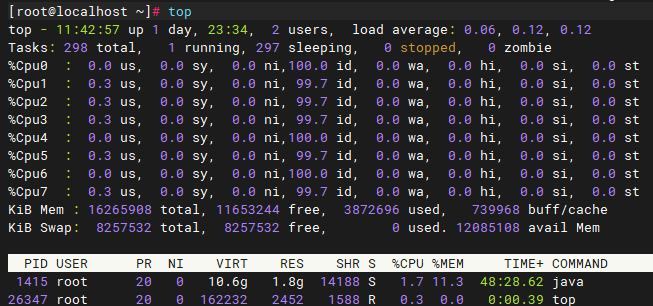 [root@localhost ~]# top
top - 11:42:57 up 1 day, 23:34,  2 users,  load average: 0.06, 0.12, 0.12
Tasks: 298 total,   1 running, 297 sleeping,   0 stopped,   0 zombie
%Cpu0  :  0.0 us,  0.0 sy,  0.0 ni,100.0 id,  0.0 wa,  0.0 hi,  0.0 si,  0.0 st
%Cpu1  :  0.3 us,  0.0 sy,  0.0 ni, 99.7 id,  0.0 wa,  0.0 hi,  0.0 si,  0.0 st
%Cpu2  :  0.3 us,  0.0 sy,  0.0 ni, 99.7 id,  0.0 wa,  0.0 hi,  0.0 si,  0.0 st
%Cpu3  :  0.3 us,  0.0 sy,  0.0 ni, 99.7 id,  0.0 wa,  0.0 hi,  0.0 si,  0.0 st
%Cpu4  :  0.0 us,  0.0 sy,  0.0 ni,100.0 id,  0.0 wa,  0.0 hi,  0.0 si,  0.0 st
%Cpu5  :  0.3 us,  0.0 sy,  0.0 ni, 99.7 id,  0.0 wa,  0.0 hi,  0.0 si,  0.0 st
%Cpu6  :  0.0 us,  0.0 sy,  0.0 ni,100.0 id,  0.0 wa,  0.0 hi,  0.0 si,  0.0 st
%Cpu7  :  0.3 us,  0.0 sy,  0.0 ni, 99.7 id,  0.0 wa,  0.0 hi,  0.0 si,  0.0 st
KiB Mem : 16265908 total, 11653244 free,  3872696 used,   739968 buff/cache
KiB Swap:  8257532 total,  8257532 free,        0 used. 12085108 avail Mem
PID USER      PR  NI    VIRT    RES    SHR S  %CPU %MEM     TIME+ COMMAND
1415 root      20   0   10.6g   1.8g  14188 S   1.7 11.3  48:28.62 java
26347 root      20   0  162232   2452   1588 R   0.3  0.0   0:00.39 top